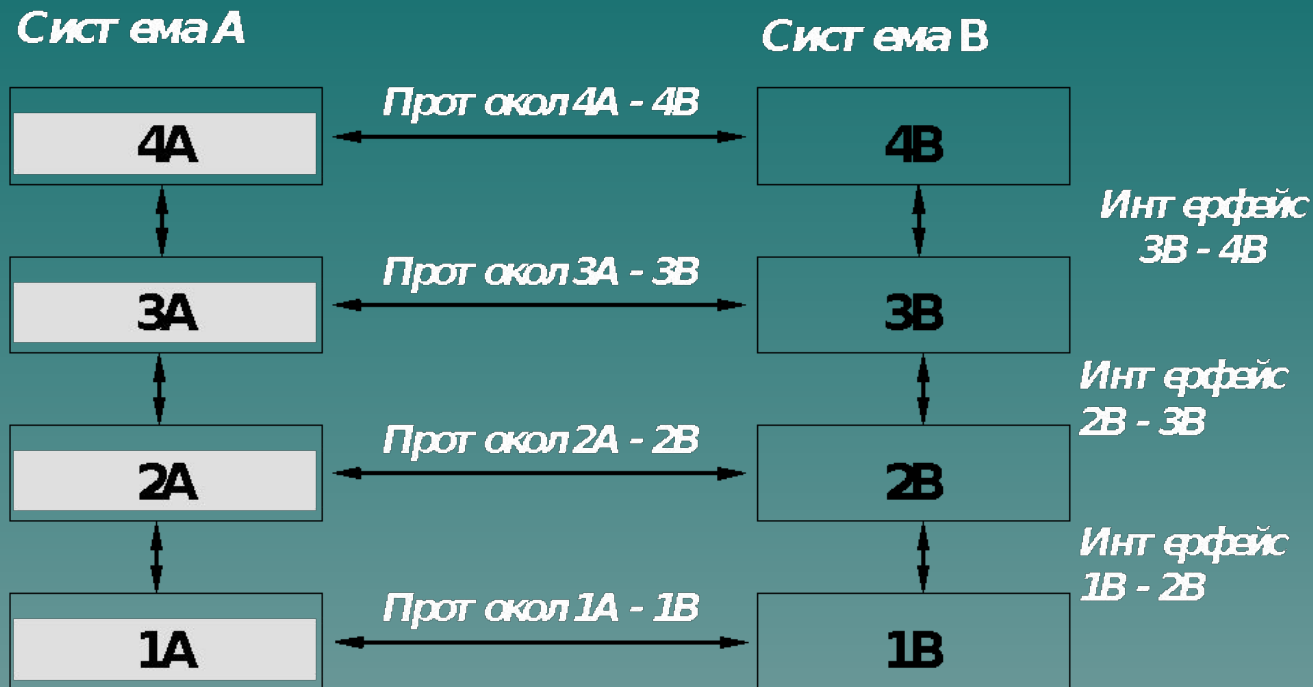 Система А
Система В
Протокол 4А - 4В
4А
4В
Интерфейс
3В - 4В
Протокол 3А - 3В
3А
3В
Интерфейс
2В - 3В
Протокол 2А - 2В
2А
2В
Интерфейс
1В - 2В
Протокол 1А - 1В
1А
1В